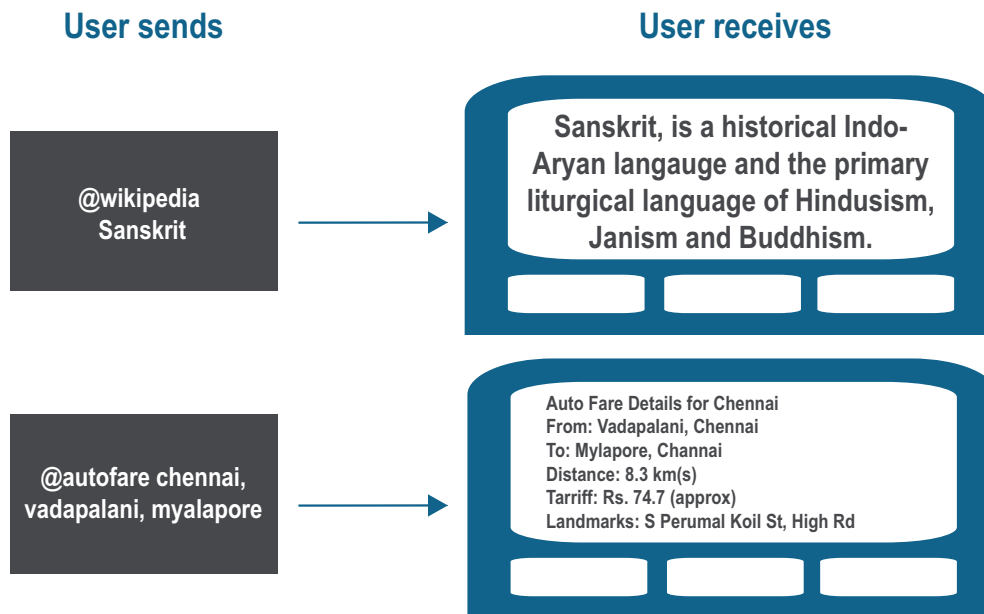 User sends
User receives
@wikipedia
Sanskrit
Sanskrit, is a historical Indo-
Aryan langauge and the primary
liturgical language of Hindusism,
Janism and Buddhism.
@autofare chennai,
vadapalani, myalapore
Auto Fare Details for Chennai
From: Vadapalani, Chennai
To: Mylapore, Channai
Distance: 8.3 km(s)
Tarriff: Rs. 74.7 (approx)
Landmarks: S Perumal Koil St, High Rd